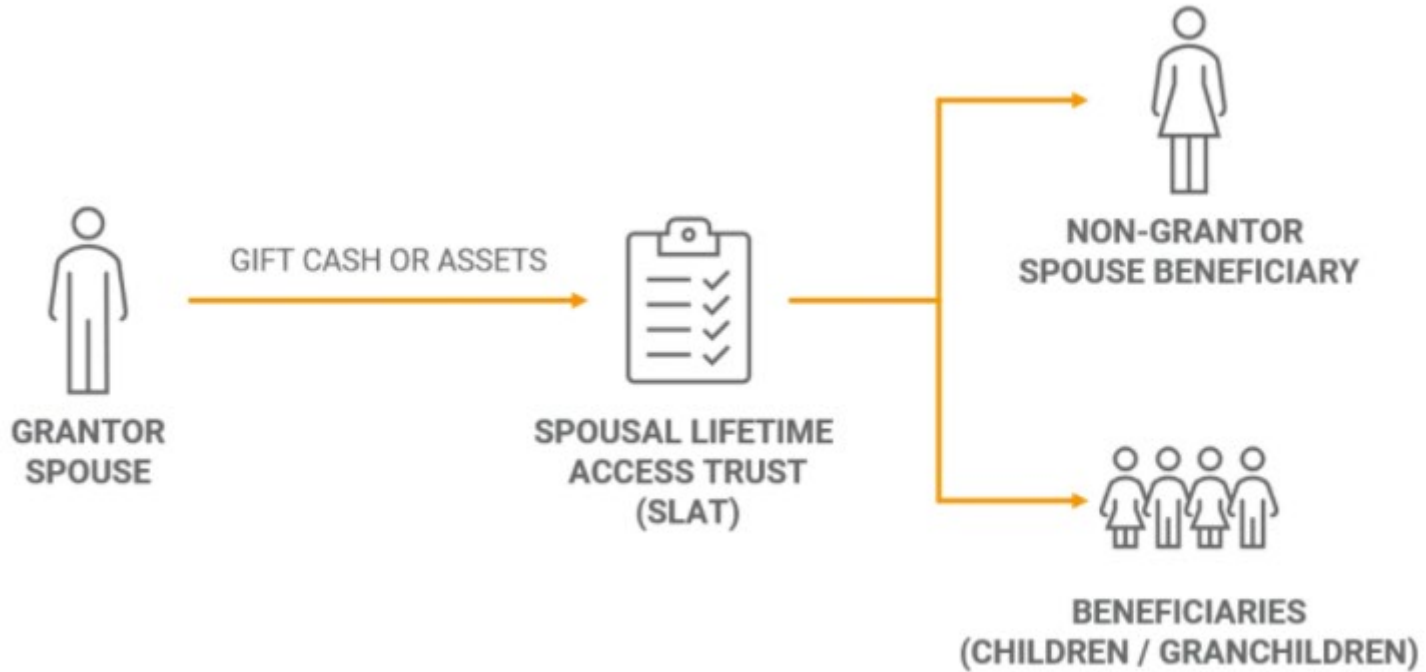 GIFT CASH OR ASSETS
GRANTOR
SPOUSE
SPOUSAL LIFETIME
ACCESS TRUST
(SLAT)
NON-GRANTOR
SPOUSE BENEFICIARY
BENEFICIARIES
(CHILDREN / GRANCHILDREN)